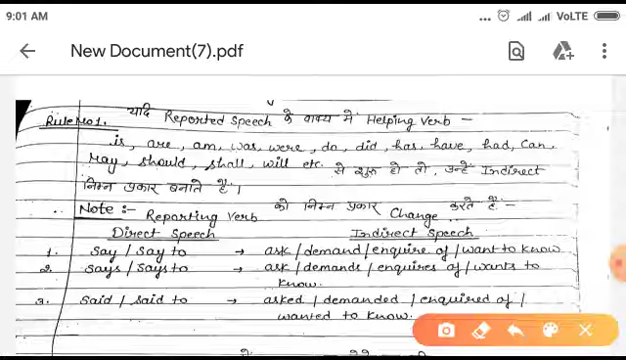 9:01 AM ... VoLTE
New Document(7).pdf
Rule No 1. यदि Reported Speech के वाक्य में Helping Verb —
is, are, am, was, were, do, did, has, have, had, can,
May, should, shall, will etc. से शुरू हो तो, उन्हें Indirect
निम्न प्रकार बनाते हैं।
Note :- Reporting Verb को निम्न प्रकार Change करते हैं:-
Direct Speech Indirect Speech
1. Say / Say to → ask / demand / enquire of / want to know
2. Says / Says to → ask / demands / enquires of / wants to
know.
3. Said / Said to → asked / demanded / enquired of /
wanted to know.